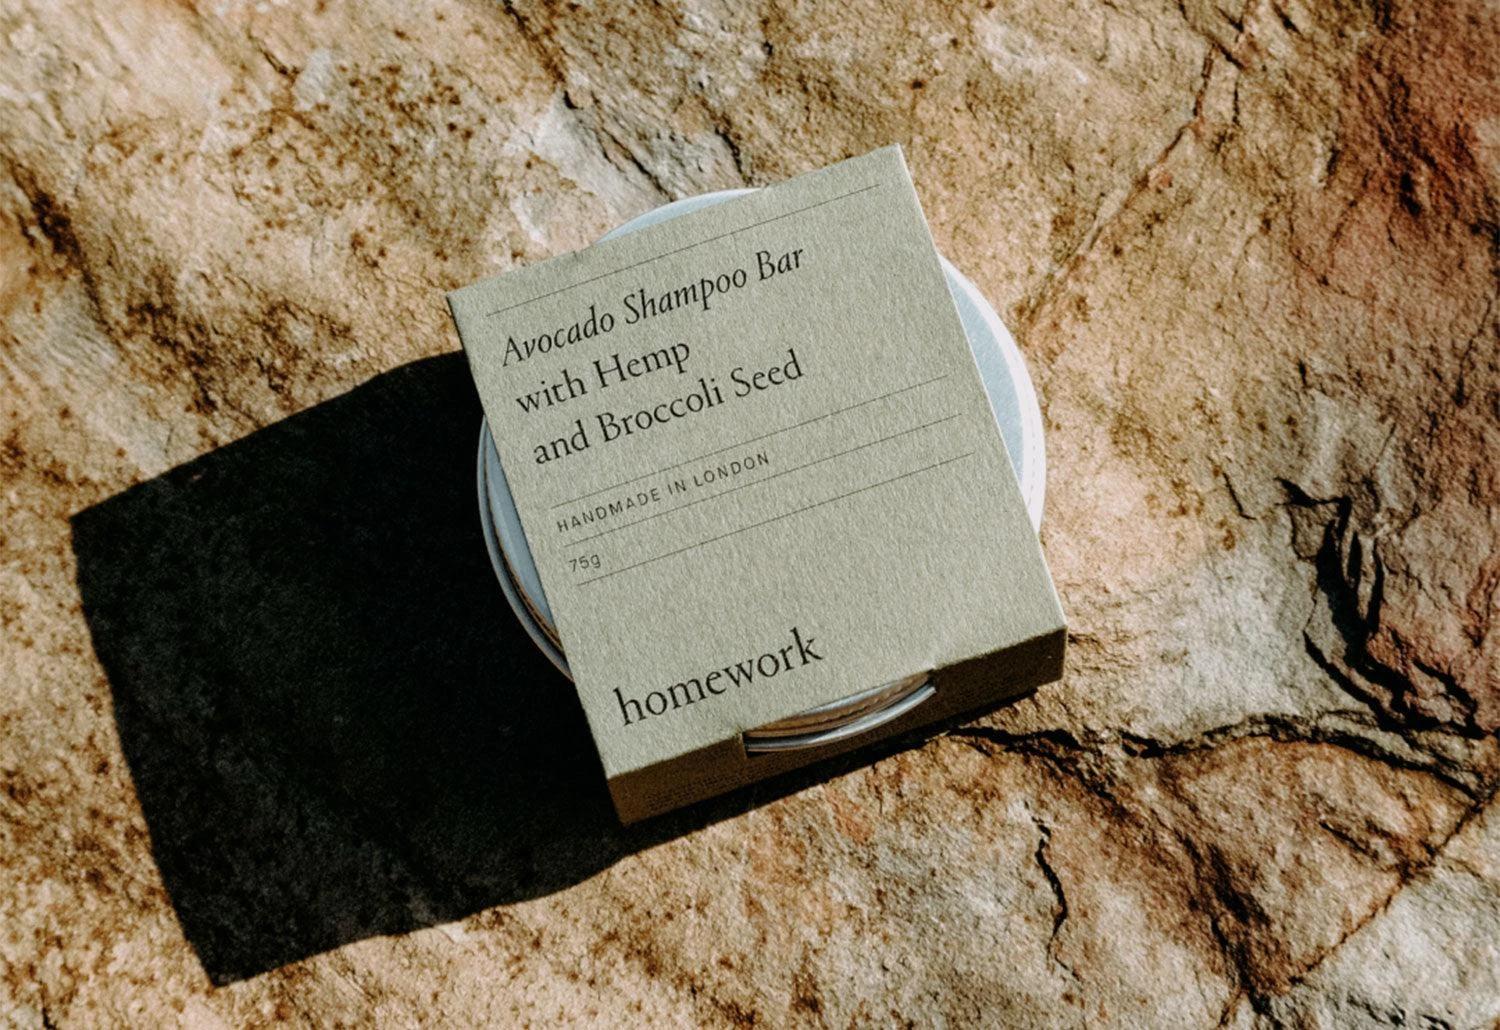 Avocado Shampoo Bar
with Hemp
and Broccoli Seed
HANDMADE IN LONDON
75g
homework